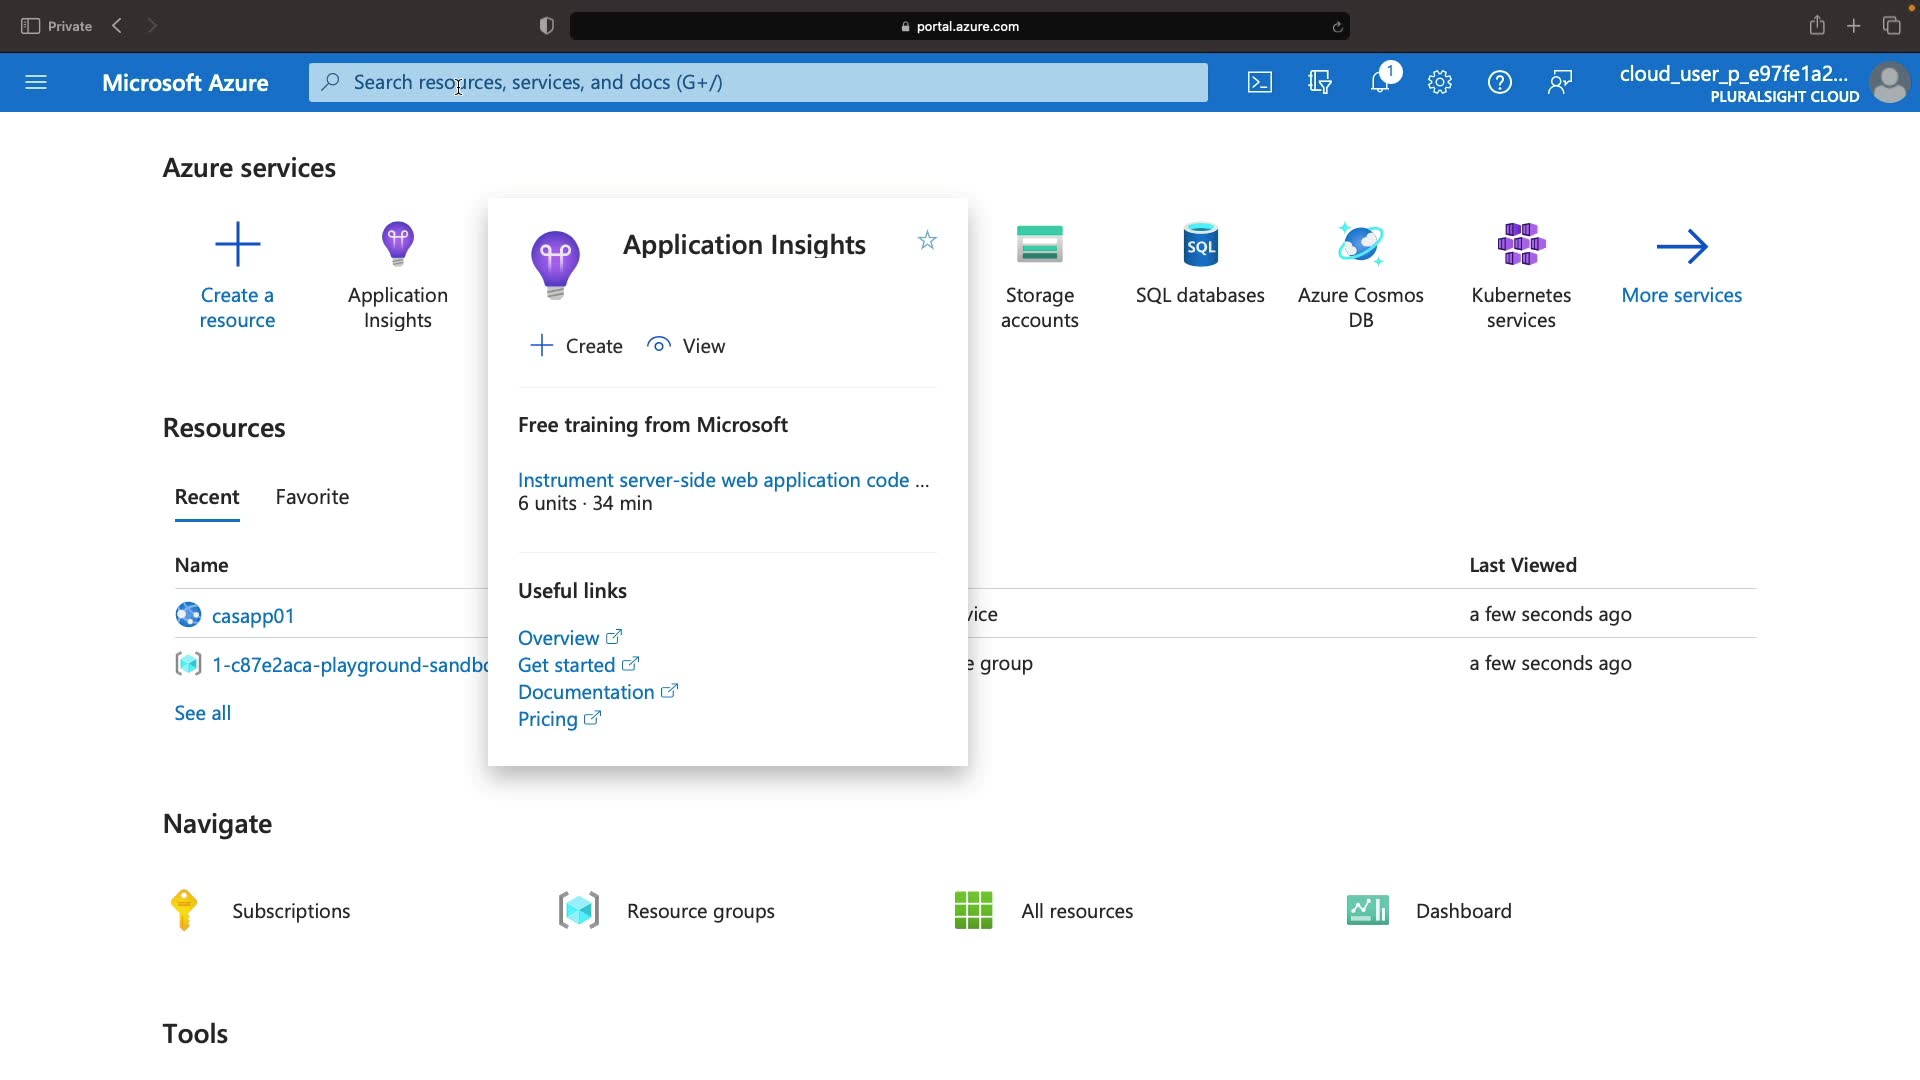 Private
portal.azure.com
Microsoft Azure
Search resources, services, and docs (G+/)
1
cloud_user_p_e97fe1a2...
PLURALSIGHT CLOUD
Azure services
Create a
resource
Application
Insights
Application Insights
Create
View
Free training from Microsoft
Instrument server-side web application code ...
6 units · 34 min
Useful links
Overview
Get started
Documentation
Pricing
Storage
accounts
SQL
SQL databases
Azure Cosmos
DB
Kubernetes
services
More services
Resources
Recent
Favorite
Name
Last Viewed
casapp01
vice
a few seconds ago
1-c87e2aca-playground-sandbo
e group
a few seconds ago
See all
Navigate
Subscriptions
Resource groups
All resources
Dashboard
Tools